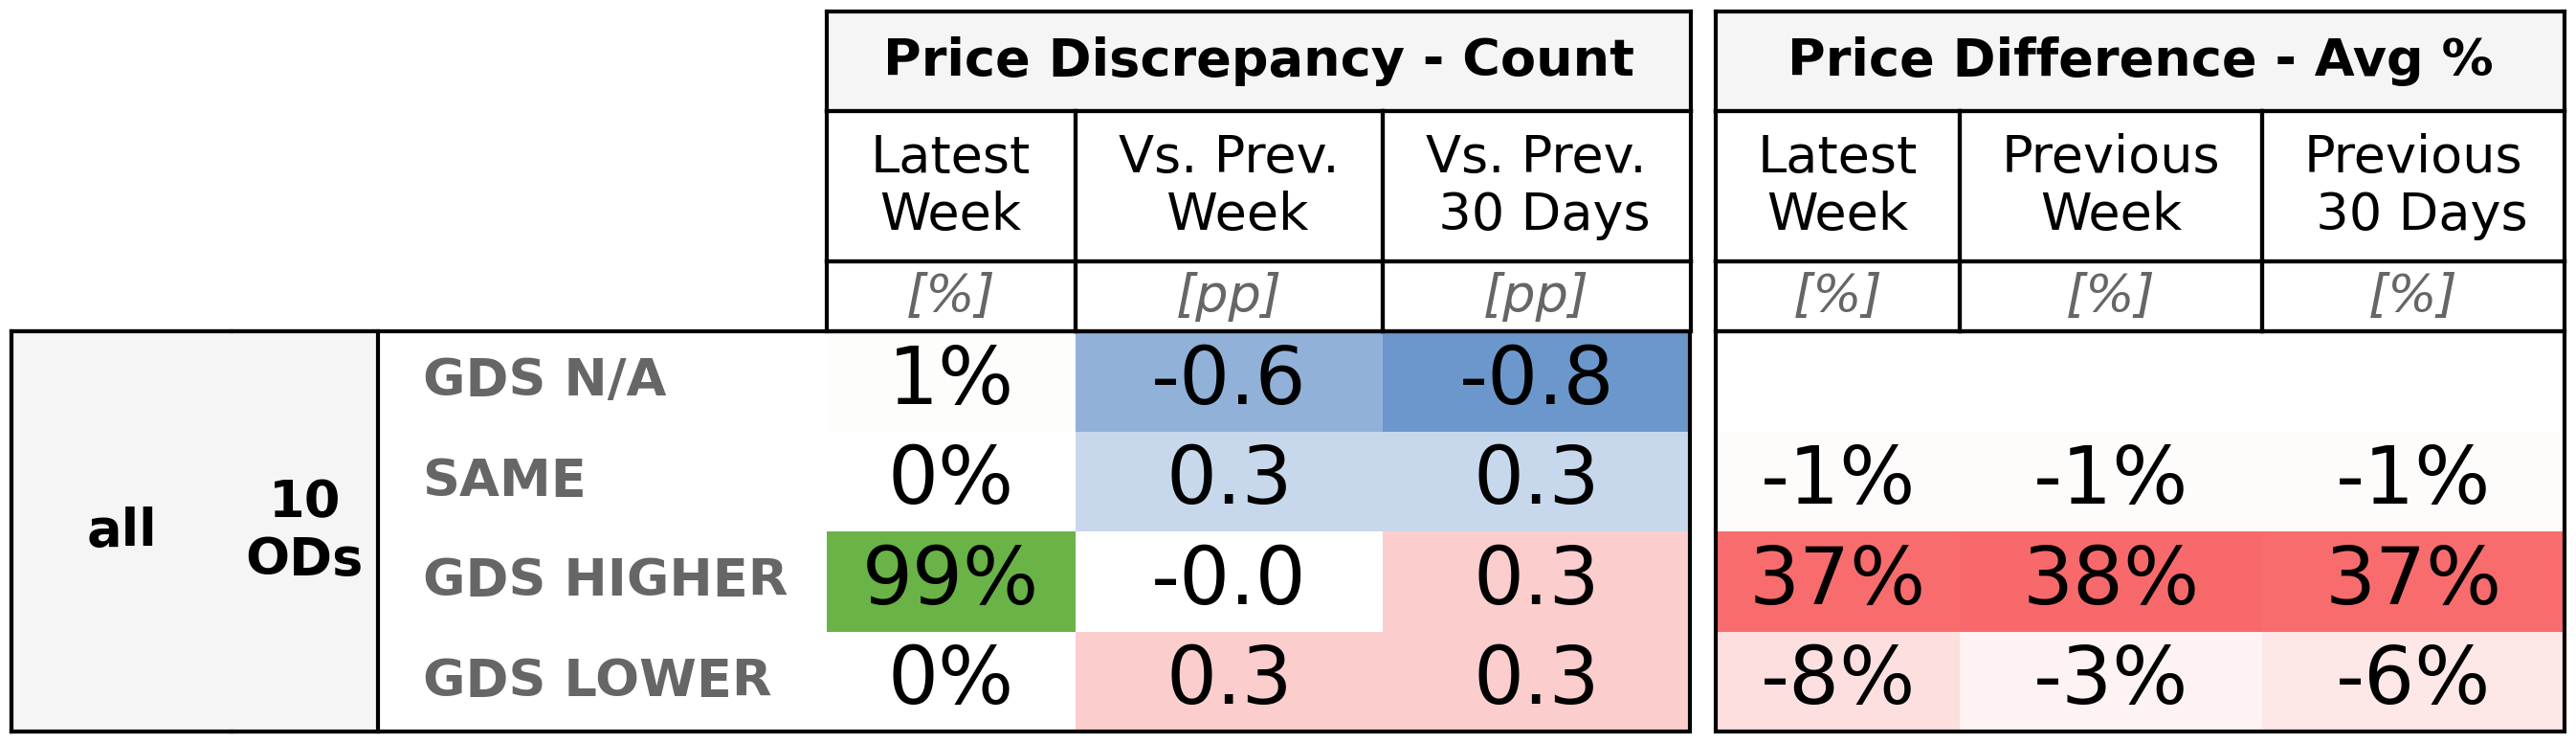 Price Discrepancy - Count Price Difference - Avg %
Latest Week Vs. Prev. Week Vs. Prev. 30 Days Latest Week Previous Week Previous 30 Days
[%] [pp] [pp] [%] [%] [%]
all 10 ODs
GDS N/A 1% -0.6 -0.8
SAME 0% 0.3 0.3 -1% -1% -1%
GDS HIGHER 99% -0.0 0.3 37% 38% 37%
GDS LOWER 0% 0.3 0.3 -8% -3% -6%